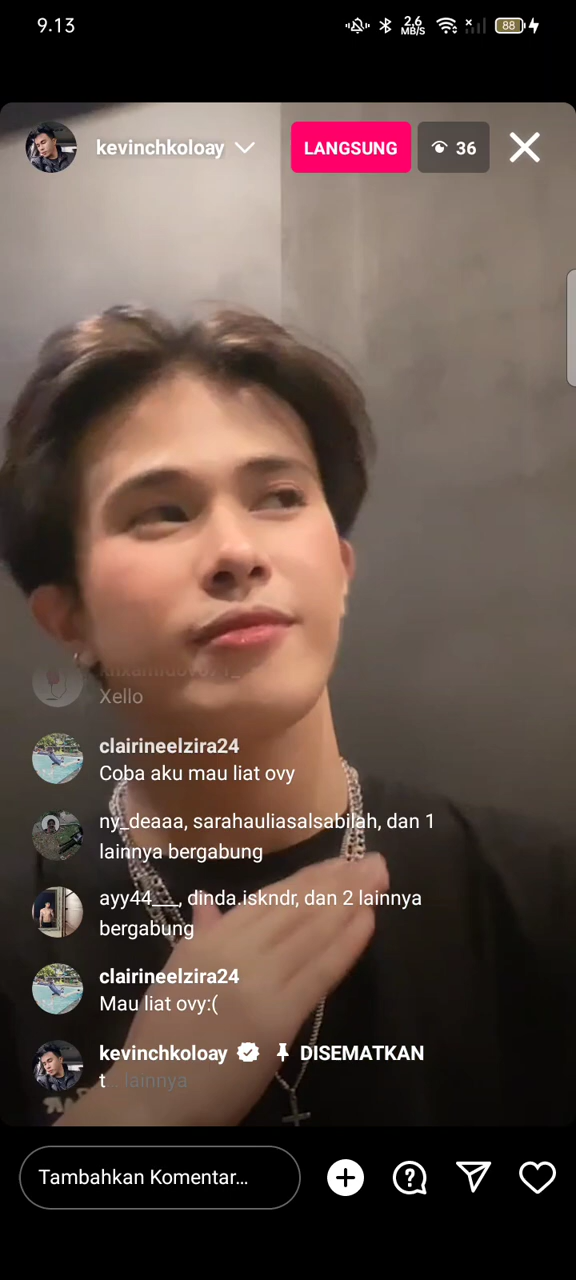 9.13
2,6
MB/S
88
kevinchkoloay
LANGSUNG
36
Xello
clairineelzira24
Coba aku mau liat ovy
ny_deaaa, sarahauliasalsabilah, dan 1
lainnya bergabung
ayy44___, dinda.iskndr, dan 2 lainnya
bergabung
clairineelzira24
Mau liat ovy:(
kevinchkoloay DISEMATKAN
t... lainnya
Tambahkan Komentar...